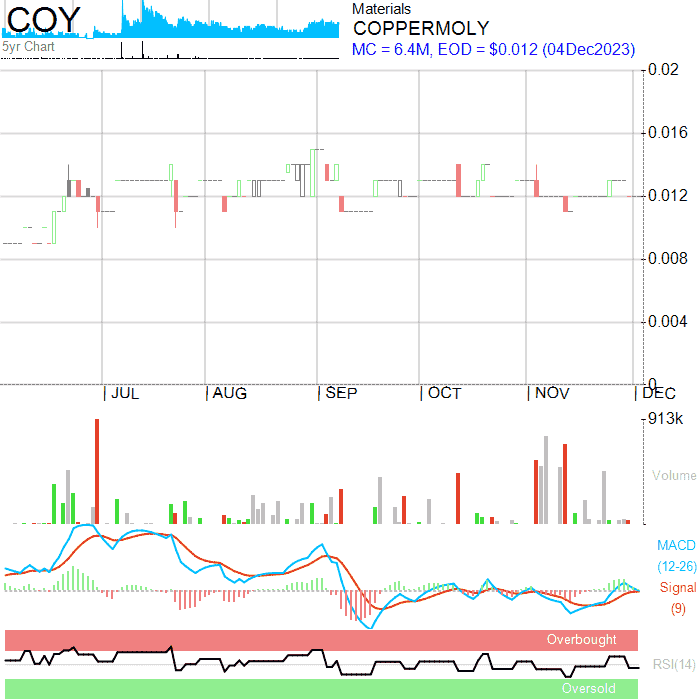 COY
Materials
COPPERMOLY
5yr Chart
MC = 6.4M, EOD = $0.012 (04Dec2023)
0.02
0.016
0.012
0.008
0.004
0
JUL AUG SEP OCT NOV DEC
913k
Volume
MACD
(12-26)
Signal
(9)
Overbought
RSI(14)
Oversold